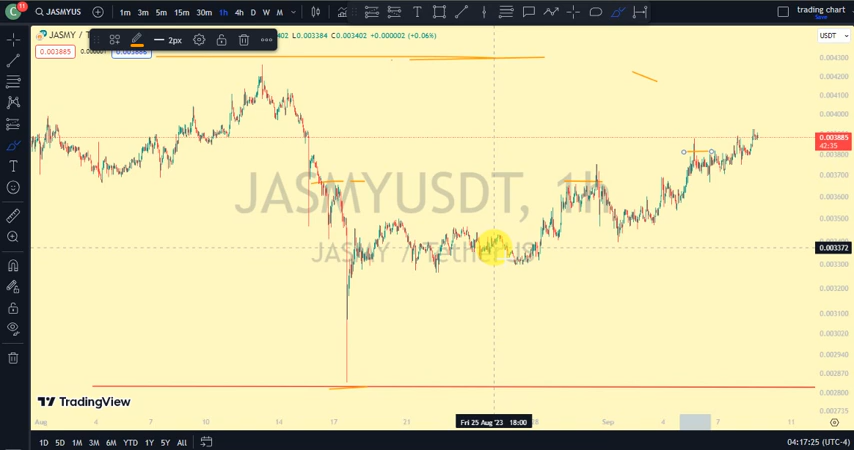 C 11 JASMYUS 1m 3m 5m 15m 30m 1h 4h D W M trading chart
Save
2px
JASMY / T 402 L0.003384 C0.003402 +0.000002 (+0.06%)
USDT
0.003885
0.004300
0.004200
0.004100
0.004000
0.003885
42:35
0.003800
0.003700
0.003600
0.003500
0.003372
0.003300
0.003200
0.003100
0.003020
0.002940
0.002870
0.002800
0.002735
JASMYUSDT, 1h
JASMY / TetherUS
TradingView
Aug 4 7 10 14 17 21 Fri 25 Aug '23 18:00 Sep 4 7 11
1D 5D 1M 3M 6M YTD 1Y 5Y All 04:17:25 (UTC-4)